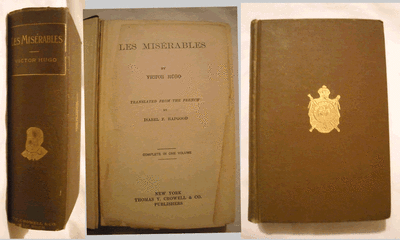 LES MISÉRABLES
VICTOR HUGO
LES MISÉRABLES
BY
VICTOR HUGO
TRANSLATED FROM THE FRENCH
BY
ISABEL F. HAPGOOD
COMPLETE IN ONE VOLUME
NEW YORK
THOMAS Y. CROWELL & CO.
PUBLISHERS